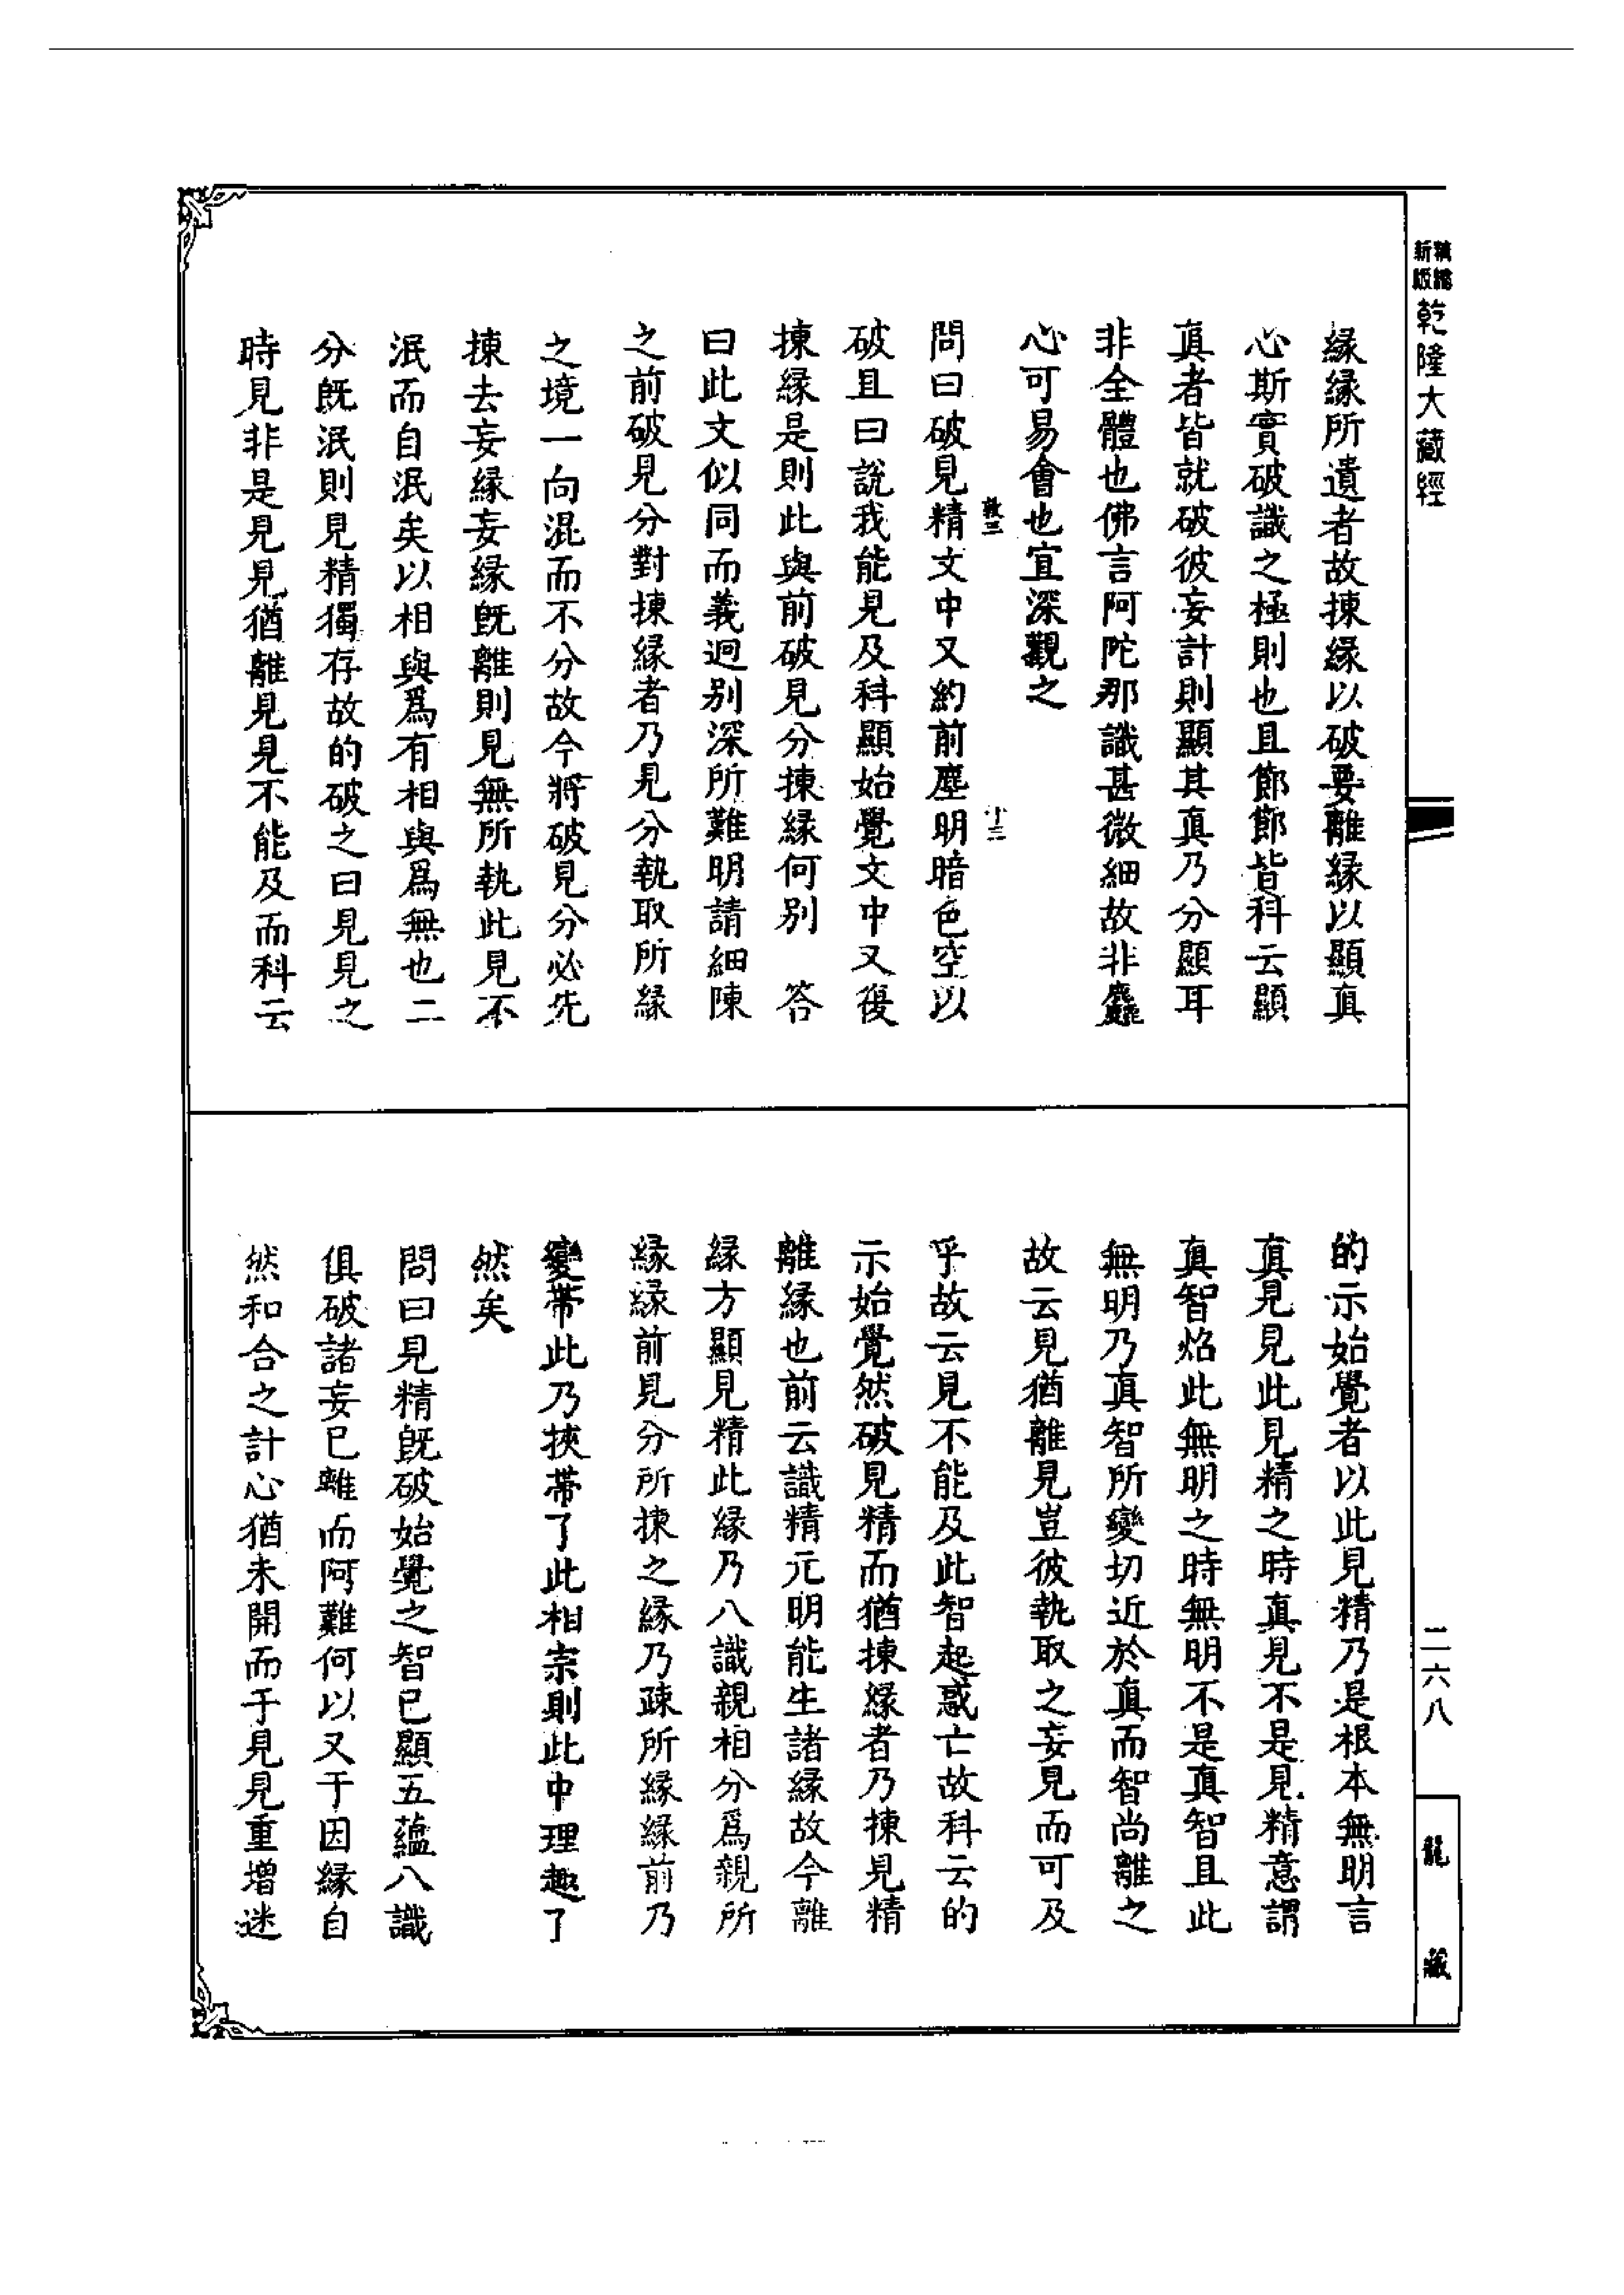 精縮
新版
乾隆大藏經
緣緣所遺者故揀緣以破要離緣以顯真
心斯實破識之極則也且節節皆科云顯
真者皆就破彼妄計則顯其真乃分顯耳
非全體也佛言阿陀那識甚微細故非麤
心可易會也宜深觀之
問曰破見精文中又約前塵明暗色空以
破且曰説我能見及科顯始覺文中又復
揀緣是則此與前破見分揀緣何別　答
曰此文似同而義迥別深所難明請細陳
之前破見分對揀緣者乃見分執取所緣
之境一向混而不分故今將破見分必先
揀去妄緣妄緣既離則見無所執此見不
泯而自泯矣以相與爲有相與爲無也二
分既泯則見精獨存故的破之曰見見之
時見非是見見猶離見見不能及而科云
的示始覺者以此見精乃是根本無明言
真見見此見精之時真見不是見精意謂
真智炤此無明之時無明不是真智且此
無明乃真智所變切近於真而智尚離之
故云見猶離見豈彼執取之妄見而可及
乎故云見不能及此智起惑亡故科云的
示始覺然破見精而猶揀緣者乃揀見精
離緣也前云識精元明能生諸緣故今離
緣方顯見精此緣乃八識親相分爲親所
緣緣前見分所揀之緣乃疎所緣緣前乃
變帶此乃挾帶了此相宗則此中理趣了
然矣
問曰見精既破始覺之智已顯五蘊八識
俱破諸妄已離而阿難何以又于因緣自
然和合之計心猶未開而于見見重增迷
二六八
龍
藏